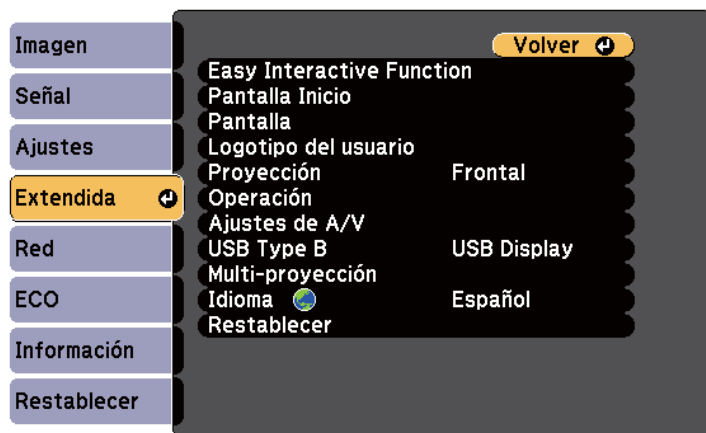 Imagen
Señal
Ajustes
Extendida
Red
ECO
Información
Restablecer
Volver
Easy Interactive Function
Pantalla Inicio
Pantalla
Logotipo del usuario
Proyección Frontal
Operación
Ajustes de A/V
USB Type B USB Display
Multi-proyección
Idioma Español
Restablecer